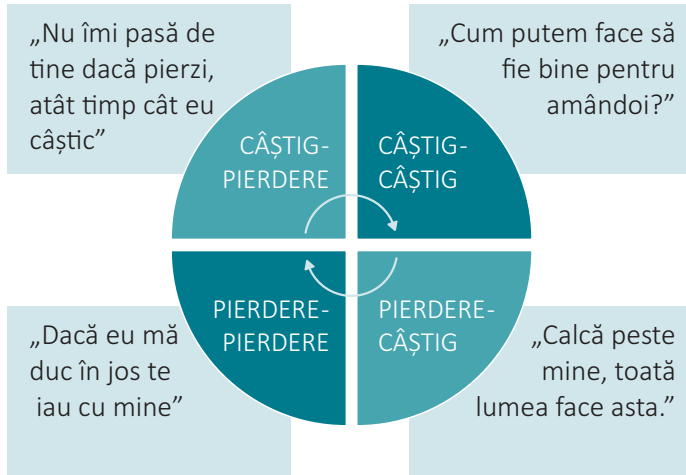 „Nu îmi pasă de
tine dacă pierzi,
atât timp cât eu
câștic”
„Cum putem face să
fie bine pentru
amândoi?”
CÂȘTIG-
PIERDERE
CÂȘTIG-
CÂȘTIG
PIERDERE-
PIERDERE
PIERDERE-
CÂȘTIG
„Dacă eu mă
duc în jos te
iau cu mine”
„Calcă peste
mine, toată
lumea face asta.”